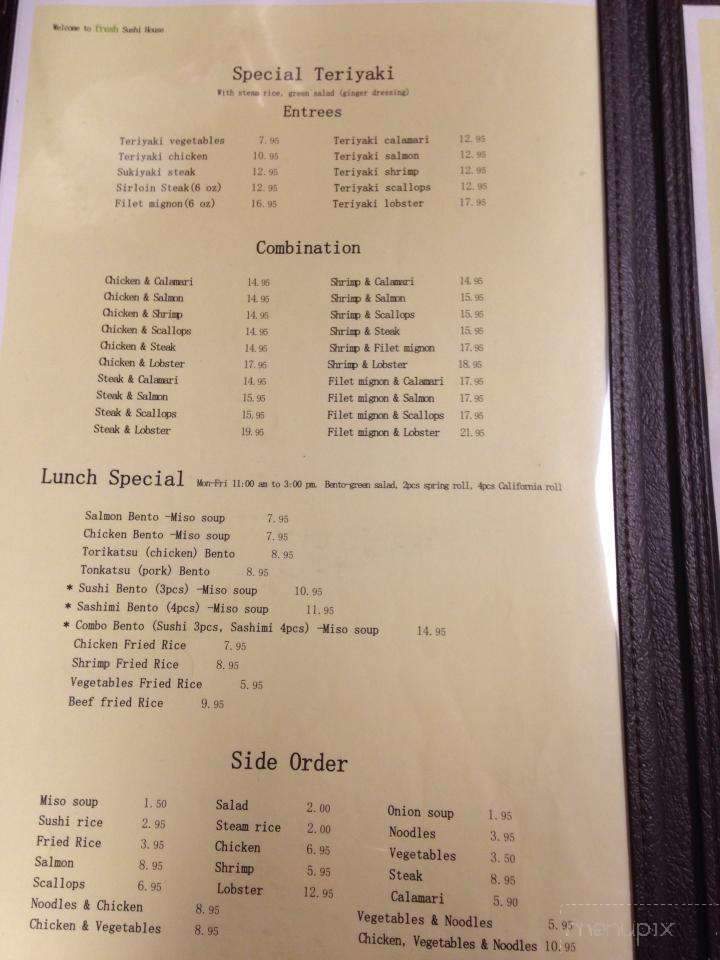 Welcome to fresh Sushi House
Special Teriyaki
With steam rice, green salad (ginger dressing)
Entrees
Teriyaki vegetables 7.95 Teriyaki calamari 12.95
Teriyaki chicken 10.95 Teriyaki salmon 12.95
Sukiyaki steak 12.95 Teriyaki shrimp 12.95
Sirloin Steak(6 oz) 12.95 Teriyaki scallops 12.95
Filet mignon(6 oz) 16.95 Teriyaki lobster 17.95
Combination
Chicken & Calamari 14.95 Shrimp & Calamari 14.95
Chicken & Salmon 14.95 Shrimp & Salmon 15.95
Chicken & Shrimp 14.95 Shrimp & Scallops 15.95
Chicken & Scallops 14.95 Shrimp & Steak 15.95
Chicken & Steak 14.95 Shrimp & Filet mignon 17.95
Chicken & Lobster 17.95 Shrimp & Lobster 18.95
Steak & Calamari 14.95 Filet mignon & Calamari 17.95
Steak & Salmon 15.95 Filet mignon & Salmon 17.95
Steak & Scallops 15.95 Filet mignon & Scallops 17.95
Steak & Lobster 19.95 Filet mignon & Lobster 21.95
Lunch Special Mon-Fri 11:00 am to 3:00 pm. Bento-green salad, 2pcs spring roll, 4pcs California roll
Salmon Bento -Miso soup 7.95
Chicken Bento -Miso soup 7.95
Torikatsu (chicken) Bento 8.95
Tonkatsu (pork) Bento 8.95
* Sushi Bento (3pcs) -Miso soup 10.95
* Sashimi Bento (4pcs) -Miso soup 11.95
* Combo Bento (Sushi 3pcs, Sashimi 4pcs) -Miso soup 14.95
Chicken Fried Rice 7.95
Shrimp Fried Rice 8.95
Vegetables Fried Rice 5.95
Beef fried Rice 9.95
Side Order
Miso soup 1.50 Salad 2.00 Onion soup 1.95
Sushi rice 2.95 Steam rice 2.00 Noodles 3.95
Fried Rice 3.95 Chicken 6.95 Vegetables 3.50
Salmon 8.95 Shrimp 5.95 Steak 8.95
Scallops 6.95 Lobster 12.95 Calamari 5.90
Noodles & Chicken 8.95 Vegetables & Noodles 5.95
Chicken & Vegetables 8.95 Chicken, Vegetables & Noodles 10.95
menupix